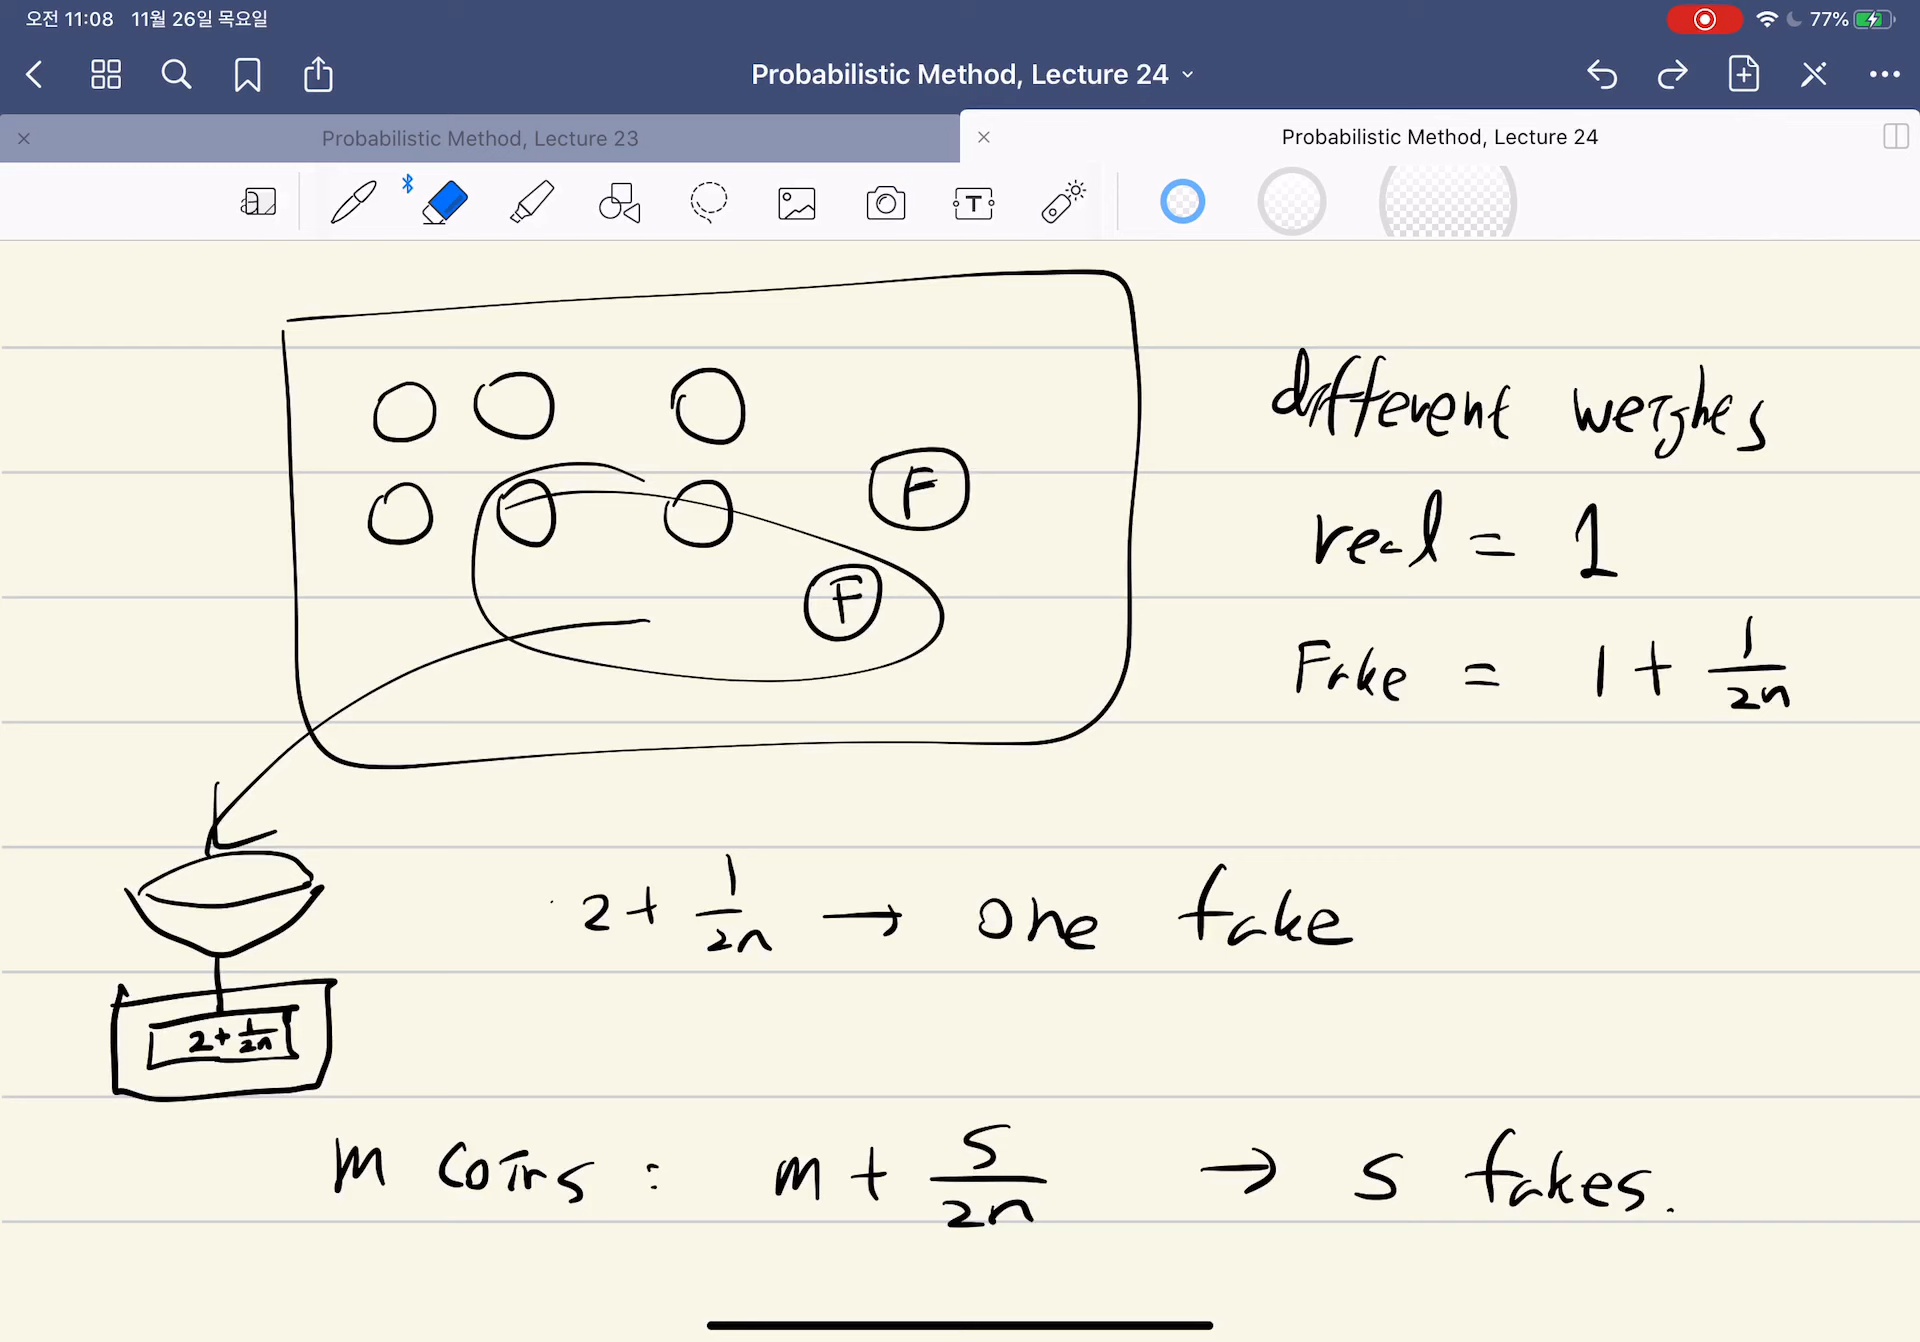 오전 11:08 11월 26일 목요일 77%
Probabilistic Method, Lecture 24
Probabilistic Method, Lecture 23
Probabilistic Method, Lecture 24
T
different weighes
F
real = 1
F
Fake = 1 + 1/2n
2 + 1/2n → one fake
2 + 1/2n
m coins : m + s/2n → s fakes.